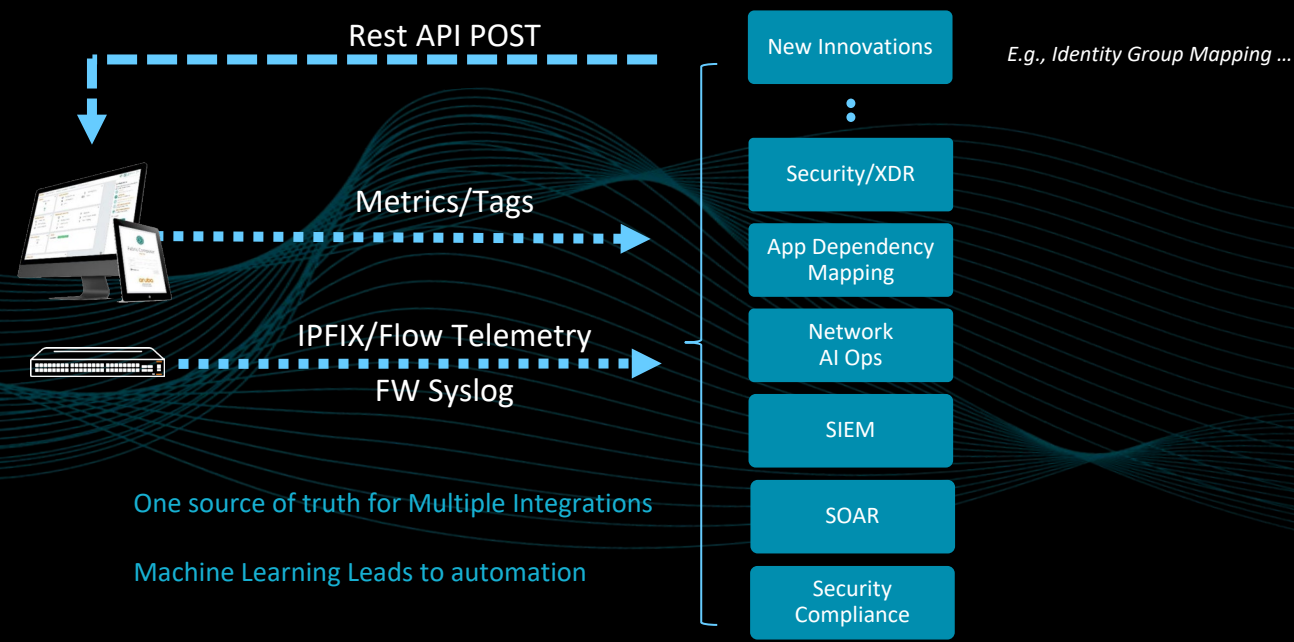 Rest API POST
New Innovations
E.g., Identity Group Mapping ...
Security/XDR
Metrics/Tags
App Dependency
Mapping
IPFIX/Flow Telemetry
FW Syslog
Network
AI Ops
SIEM
One source of truth for Multiple Integrations
SOAR
Machine Learning Leads to automation
Security
Compliance
aruba